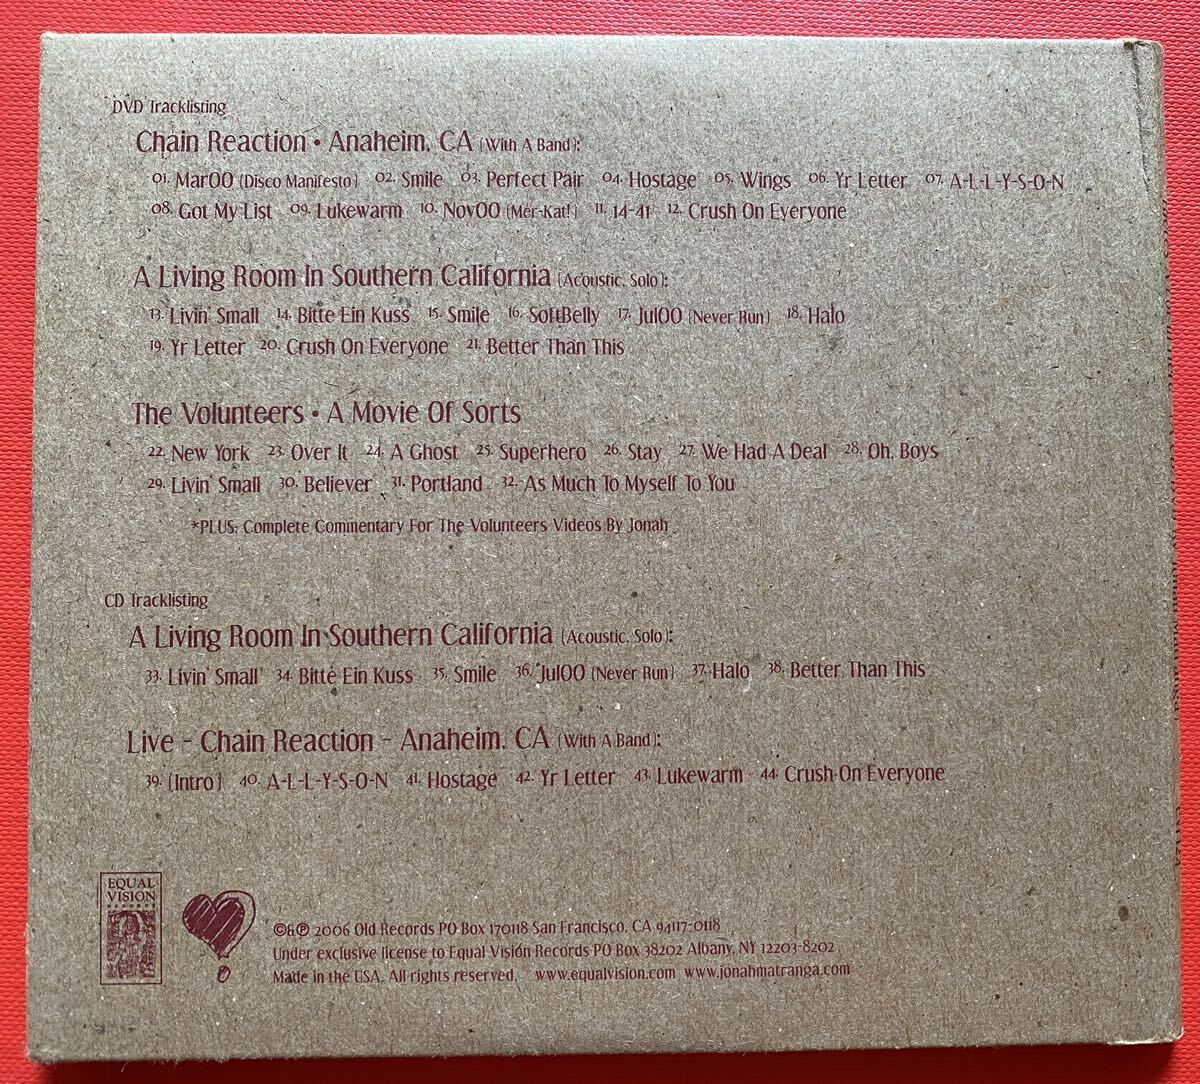 DVD Tracklisting
Chain Reaction • Anaheim, CA (With A Band):
01. Mar00 (Disco Manifesto) 02. Smile 03. Perfect Pair 04. Hostage 05. Wings 06. Yr Letter 07. A-L-L-Y-S-O-N
08. Got My List 09. Lukewarm 10. Nov00 (Mer-Kat!) 11. 14-41 12. Crush On Everyone
A Living Room In Southern California (Acoustic, Solo):
13. Livin' Small 14. Bitte Ein Kuss 15. Smile 16. SoftBelly 17. Jul00 (Never Run) 18. Halo
19. Yr Letter 20. Crush On Everyone 21. Better Than This
The Volunteers • A Movie Of Sorts
22. New York 23. Over It 24. A Ghost 25. Superhero 26. Stay 27. We Had A Deal 28. Oh, Boys
29. Livin' Small 30. Believer 31. Portland 32. As Much To Myself To You
*PLUS: Complete Commentary For The Volunteers Videos By Jonah
CD Tracklisting
A Living Room In Southern California (Acoustic, Solo):
33. Livin' Small 34. Bitte Ein Kuss 35. Smile 36. Jul00 (Never Run) 37. Halo 38. Better Than This
Live - Chain Reaction - Anaheim, CA (With A Band):
39. (Intro) 40. A-L-L-Y-S-O-N 41. Hostage 42. Yr Letter 43. Lukewarm 44. Crush On Everyone
EQUAL
VISION
RECORDS
©&℗ 2006 Old Records PO Box 170118 San Francisco, CA 94117-0118
Under exclusive license to Equal Vision Records PO Box 38202 Albany, NY 12203-8202
Made in the USA. All rights reserved. www.equalvision.com www.jonahmatranga.com